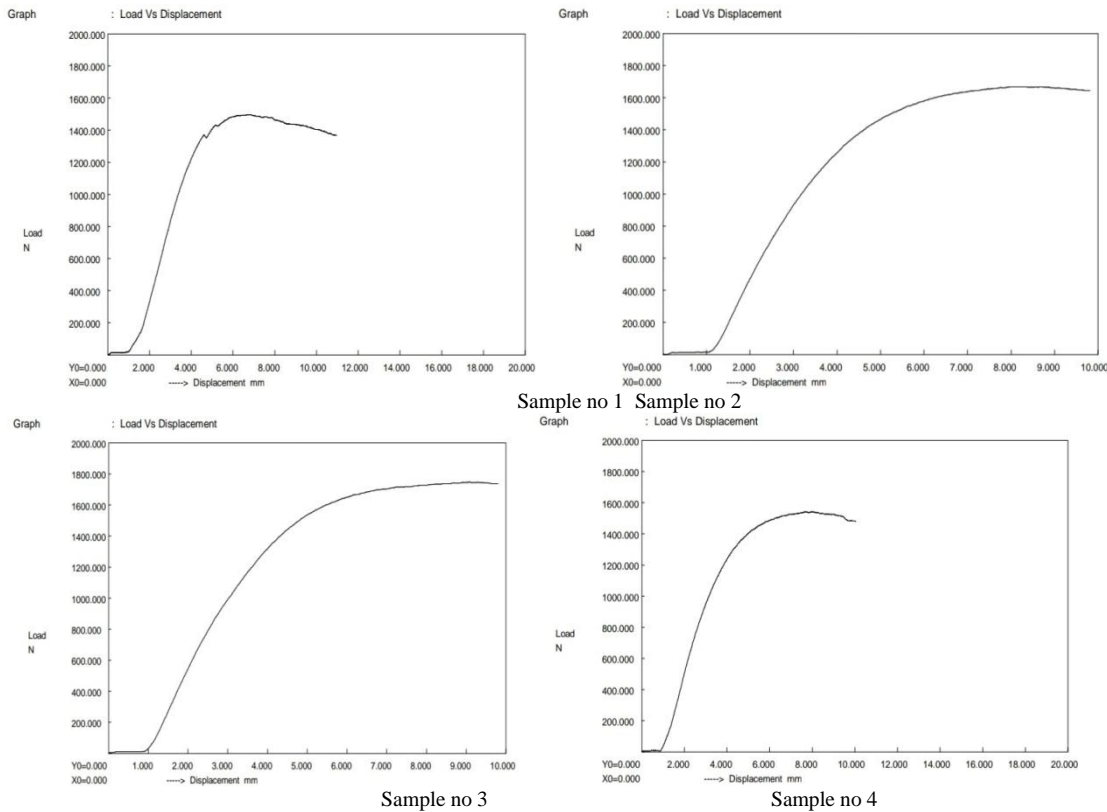 Graph : Load Vs Displacement
2000.000
1800.000
1600.000
1400.000
1200.000
1000.000
800.000
Load
N
600.000
400.000
200.000
Y0=0.000 2.000 4.000 6.000 8.000 10.000 12.000 14.000 16.000 18.000 20.000
X0=0.000 ----> Displacement mm
Graph : Load Vs Displacement
2000.000
1800.000
1600.000
1400.000
1200.000
1000.000
800.000
Load
N
600.000
400.000
200.000
Y0=0.000 1.000 2.000 3.000 4.000 5.000 6.000 7.000 8.000 9.000 10.000
X0=0.000 ----> Displacement mm
Sample no 1 Sample no 2
Graph : Load Vs Displacement
2000.000
1800.000
1600.000
1400.000
1200.000
1000.000
800.000
Load
N
600.000
400.000
200.000
Y0=0.000 1.000 2.000 3.000 4.000 5.000 6.000 7.000 8.000 9.000 10.000
X0=0.000 ----> Displacement mm
Graph : Load Vs Displacement
2000.000
1800.000
1600.000
1400.000
1200.000
1000.000
800.000
Load
N
600.000
400.000
200.000
Y0=0.000 2.000 4.000 6.000 8.000 10.000 12.000 14.000 16.000 18.000 20.000
X0=0.000 ----> Displacement mm
Sample no 3 Sample no 4